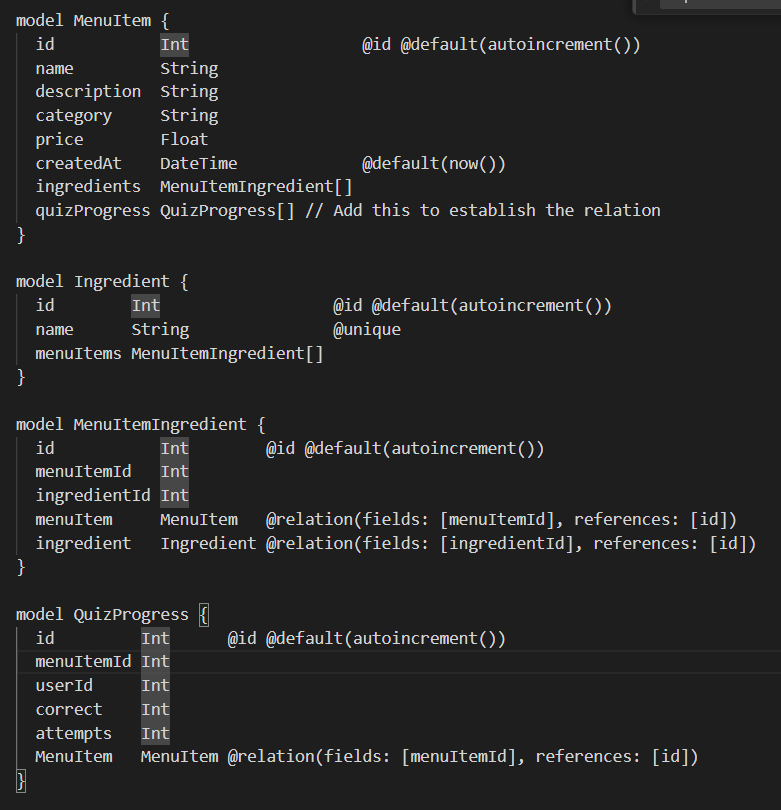 model MenuItem {
  id            Int                  @id @default(autoincrement())
  name          String
  description   String
  category      String
  price         Float
  createdAt     DateTime             @default(now())
  ingredients   MenuItemIngredient[]
  quizProgress QuizProgress[] // Add this to establish the relation
}

model Ingredient {
  id        Int                  @id @default(autoincrement())
  name      String               @unique
  menuItems MenuItemIngredient[]
}

model MenuItemIngredient {
  id           Int        @id @default(autoincrement())
  menuItemId   Int
  ingredientId Int
  menuItem     MenuItem   @relation(fields: [menuItemId], references: [id])
  ingredient   Ingredient @relation(fields: [ingredientId], references: [id])
}

model QuizProgress {
  id         Int      @id @default(autoincrement())
  menuItemId Int
  userId     Int
  correct    Int
  attempts   Int
  MenuItem   MenuItem @relation(fields: [menuItemId], references: [id])
}